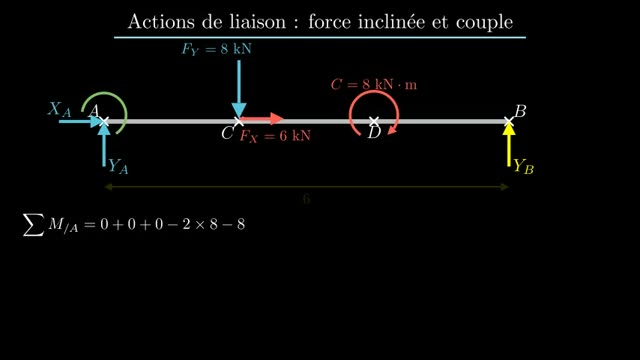 Actions de liaison : force inclinée et couple
F_Y = 8 kN
C = 8 kN · m
X_A
A
B
C
F_X = 6 kN
D
Y_A
Y_B
6
∑ M_{/A} = 0 + 0 + 0 − 2 × 8 − 8